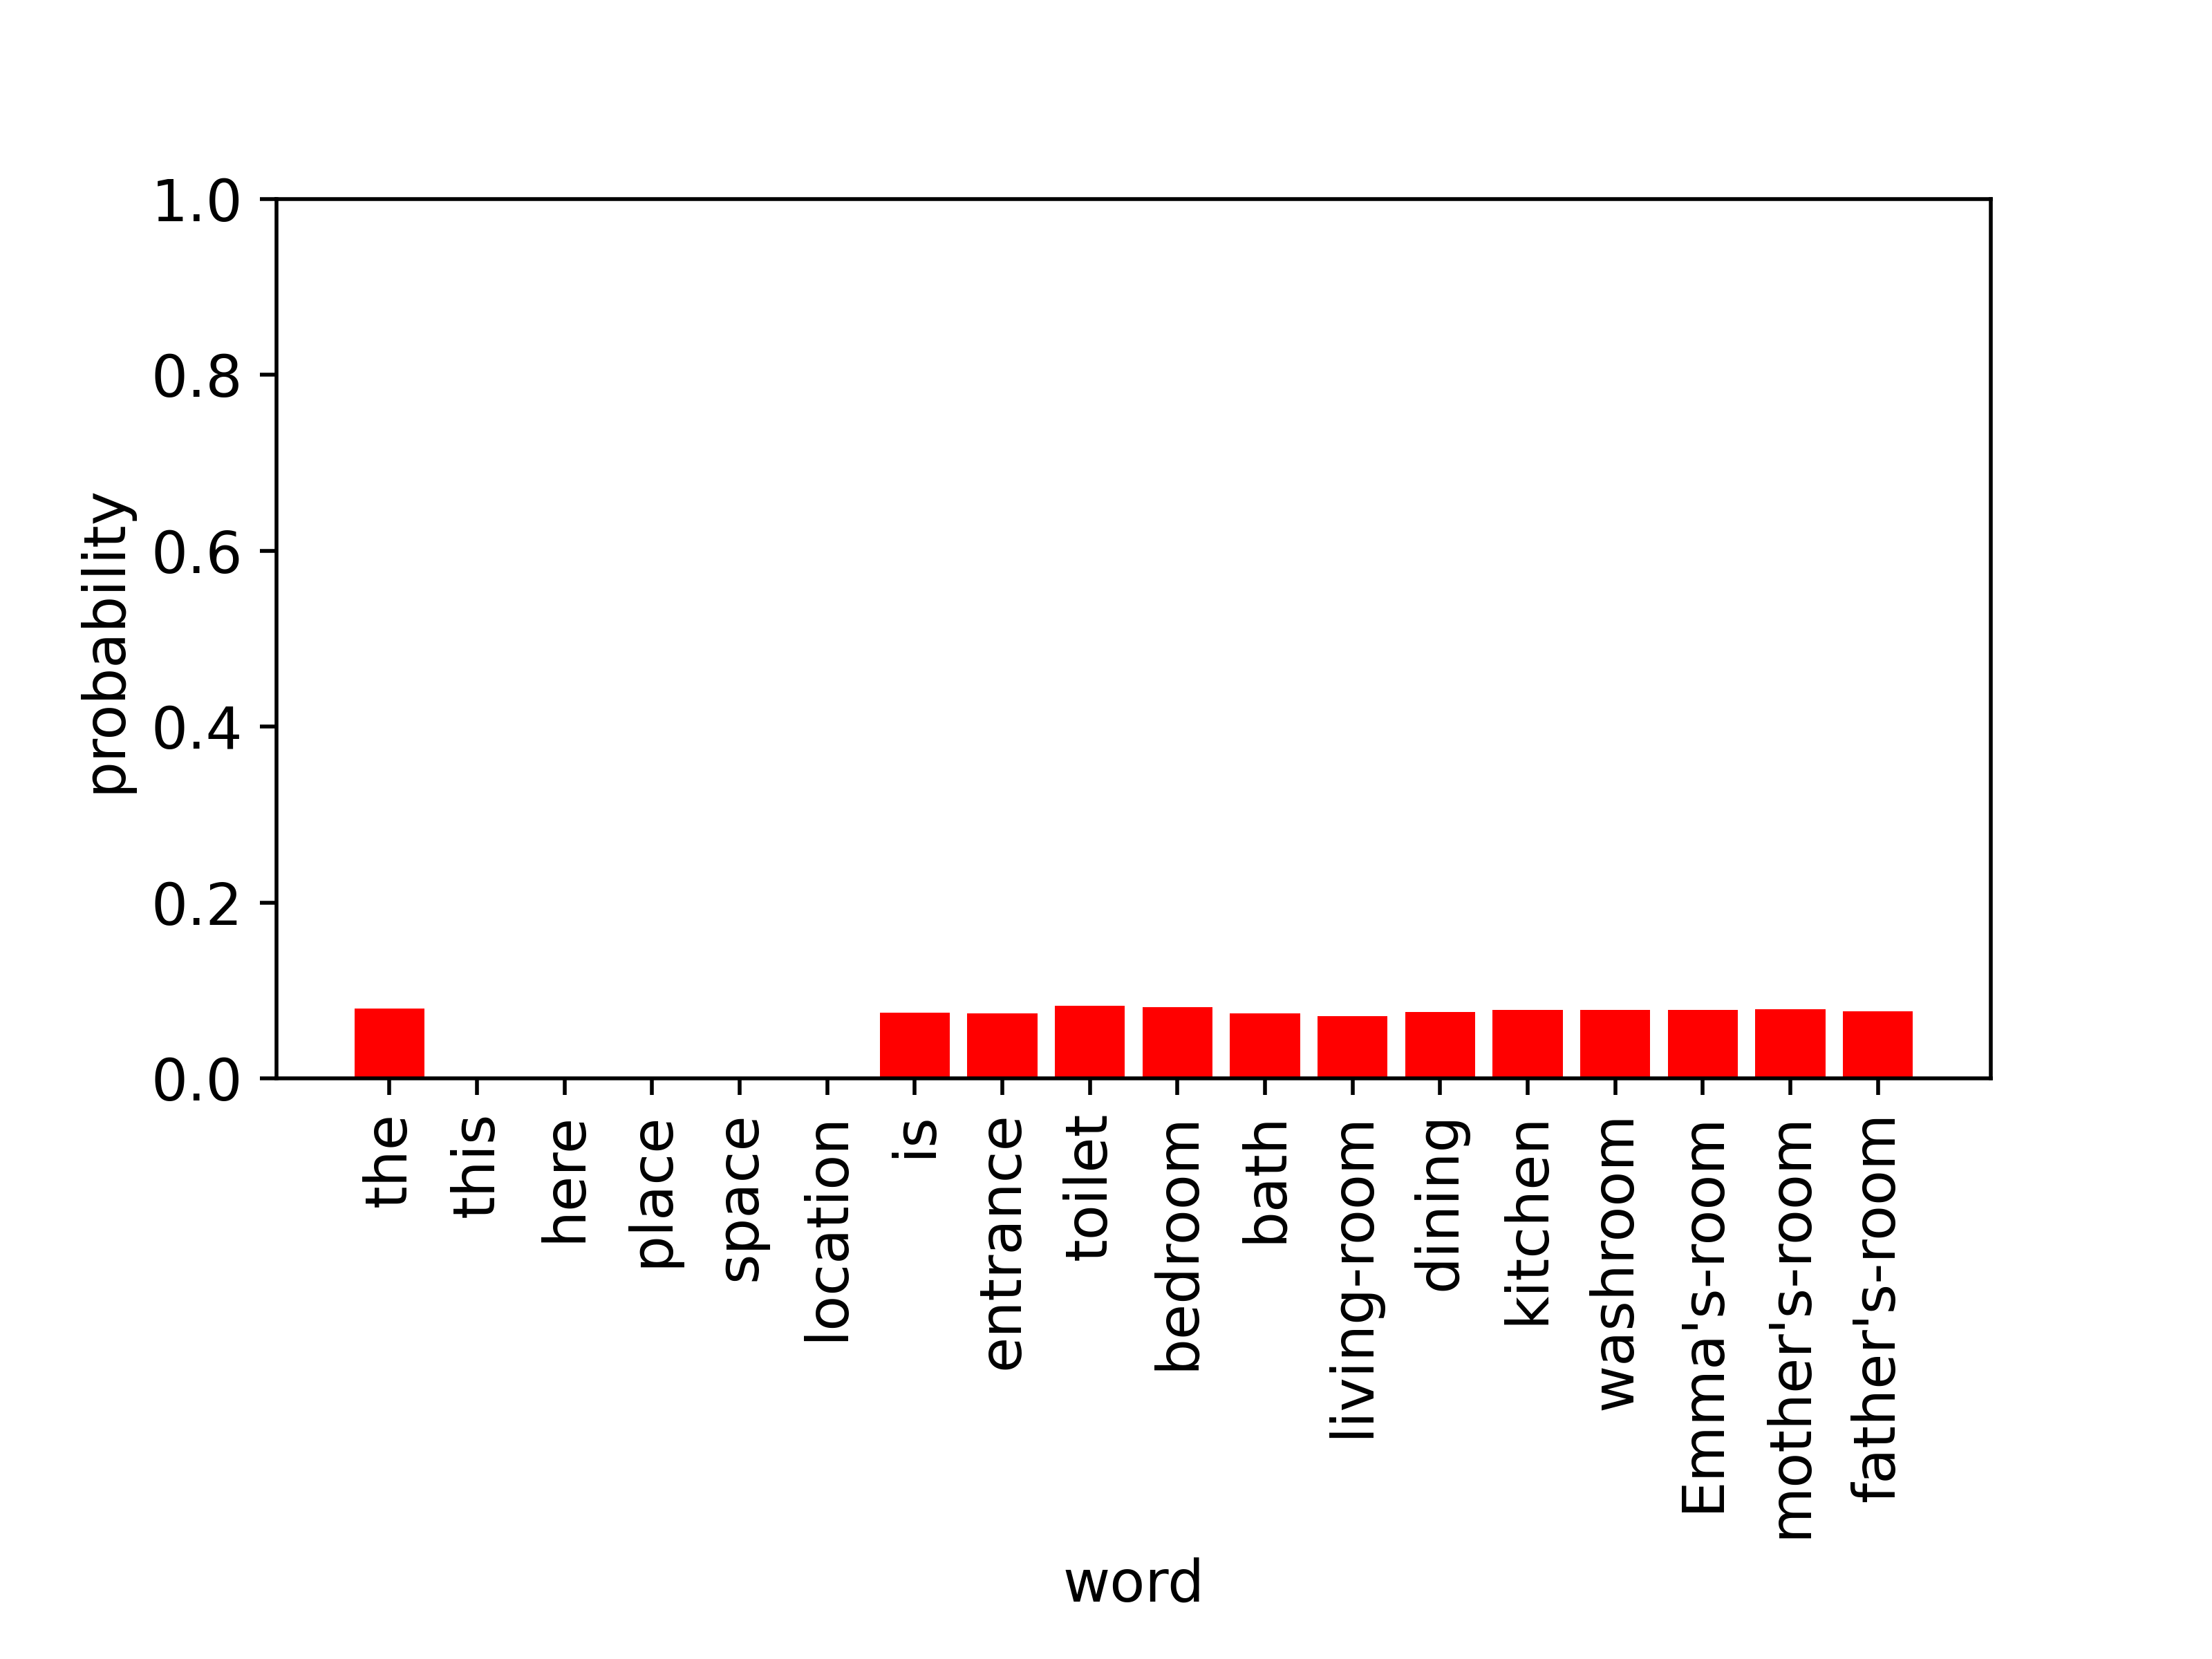 1.0
0.8
0.6
0.4
0.2
0.0
probability
the
this
here
place
space
location
is
entrance
toilet
bedroom
bath
living-room
dining
kitchen
washroom
Emma's-room
mother's-room
father's-room
word